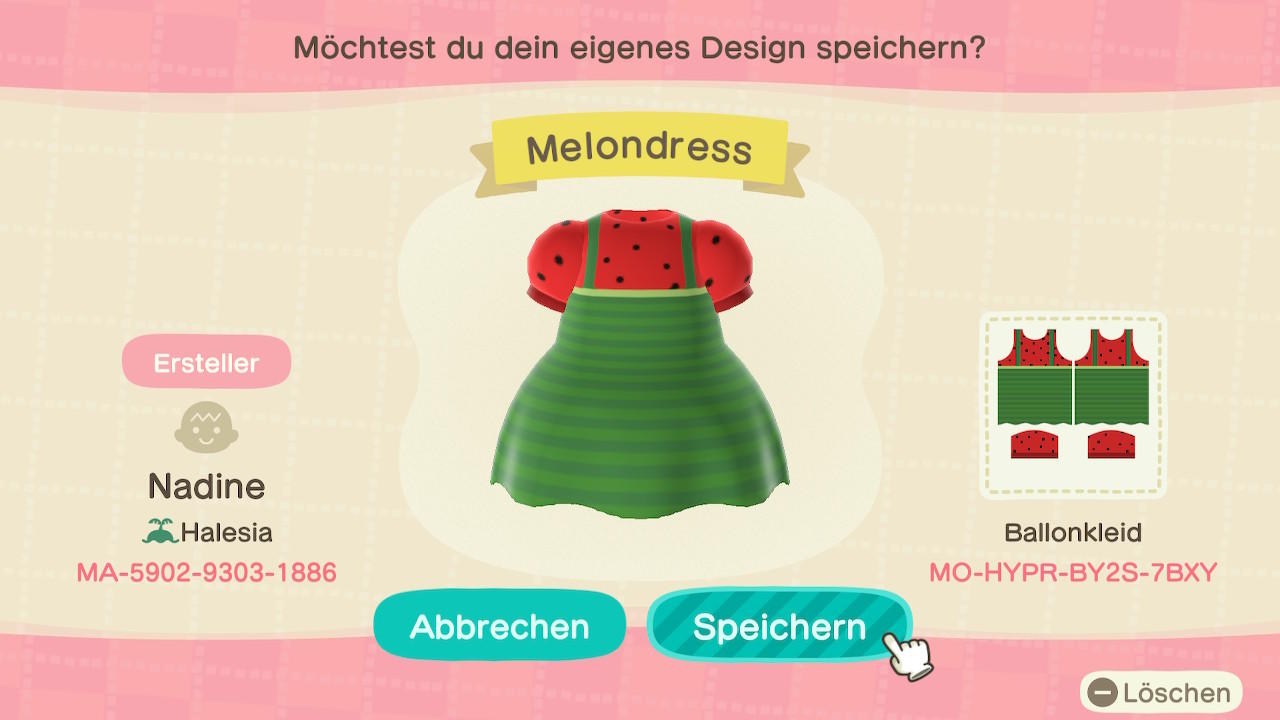 Möchtest du dein eigenes Design speichern?
Melondress
Ersteller
Nadine
Halesia
MA-5902-9303-1886
Ballonkleid
MO-HYPR-BY2S-7BXY
Abbrechen
Speichern
Löschen